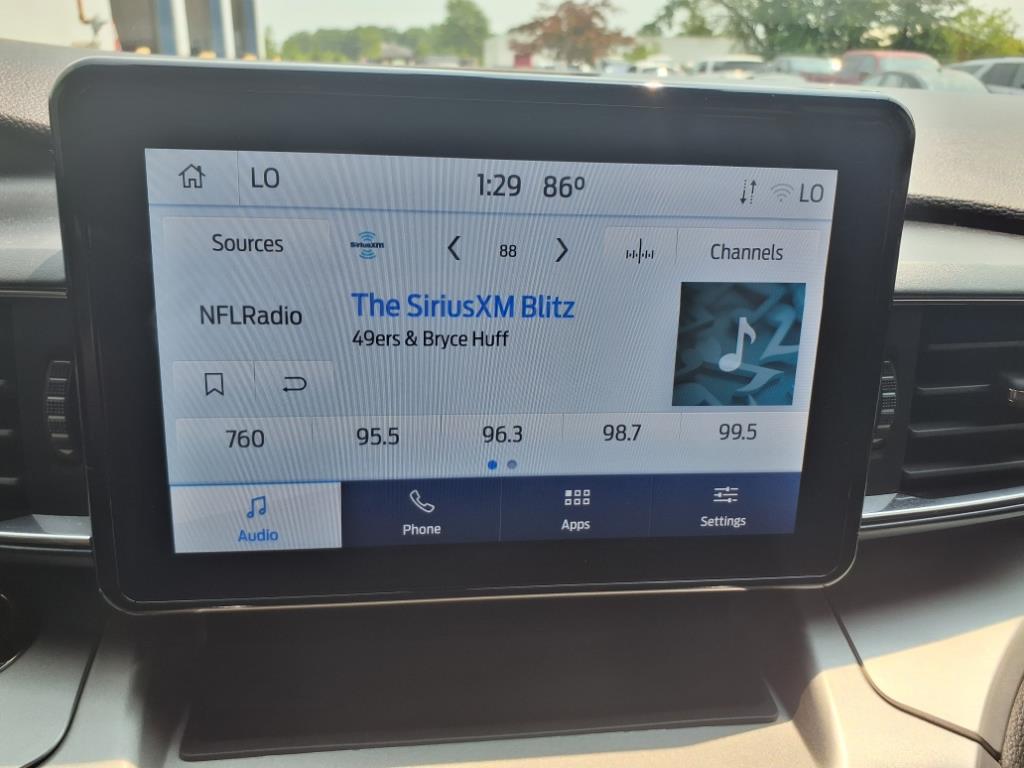 LO 1:29 86º LO
Sources SiriusXM 88 Channels
NFLRadio The SiriusXM Blitz
49ers & Bryce Huff
760 95.5 96.3 98.7 99.5
Audio Phone Apps Settings